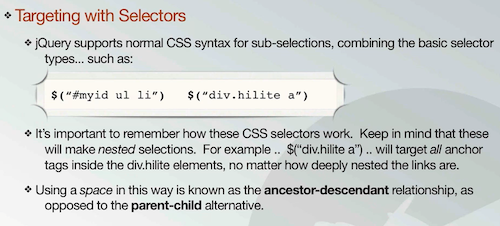 Targeting with Selectors
jQuery supports normal CSS syntax for sub-selections, combining the basic selector
types... such as:
$(“#myid ul li”) $(“div.hilite a”)
It’s important to remember how these CSS selectors work. Keep in mind that these
will make nested selections. For example .. $(“div.hilite a”) .. will target all anchor
tags inside the div.hilite elements, no matter how deeply nested the links are.
Using a space in this way is known as the ancestor-descendant relationship, as
opposed to the parent-child alternative.